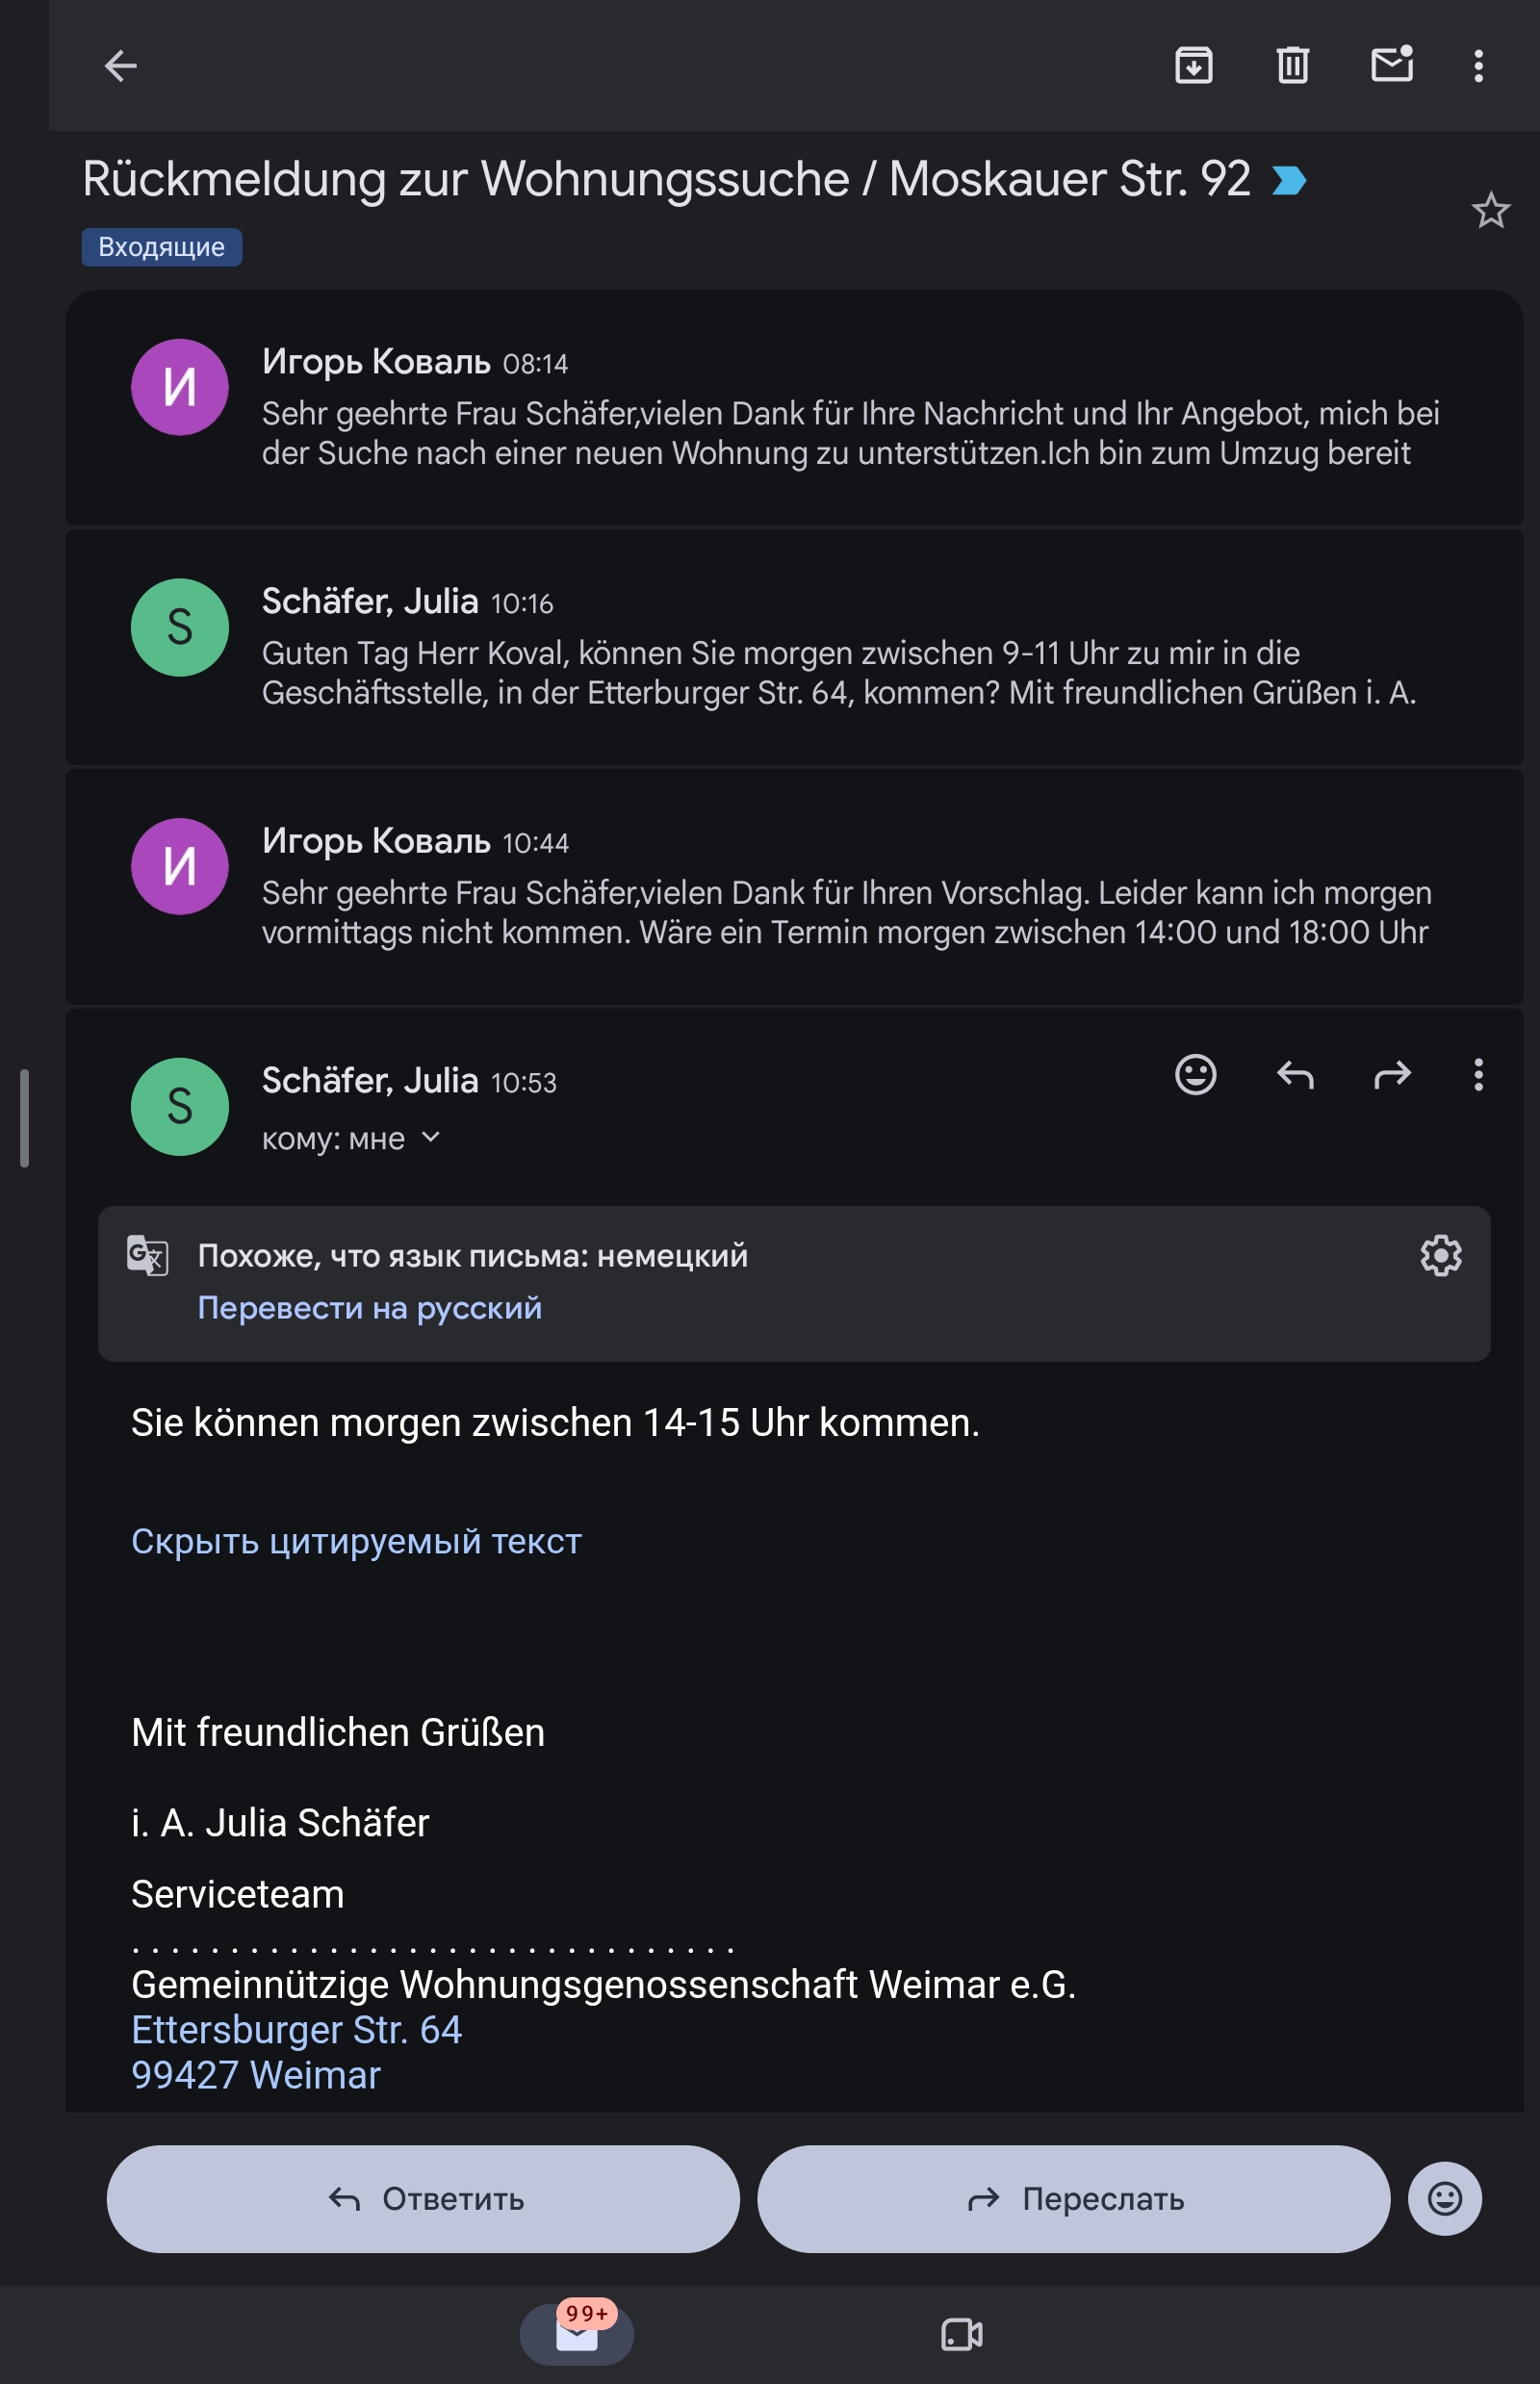 Rückmeldung zur Wohnungssuche / Moskauer Str. 92
Входящие
И
Игорь Коваль 08:14
Sehr geehrte Frau Schäfer,vielen Dank für Ihre Nachricht und Ihr Angebot, mich bei
der Suche nach einer neuen Wohnung zu unterstützen.Ich bin zum Umzug bereit
S
Schäfer, Julia 10:16
Guten Tag Herr Koval, können Sie morgen zwischen 9-11 Uhr zu mir in die
Geschäftsstelle, in der Etterburger Str. 64, kommen? Mit freundlichen Grüßen i. A.
И
Игорь Коваль 10:44
Sehr geehrte Frau Schäfer,vielen Dank für Ihren Vorschlag. Leider kann ich morgen
vormittags nicht kommen. Wäre ein Termin morgen zwischen 14:00 und 18:00 Uhr
S
Schäfer, Julia 10:53
кому: мне
Похоже, что язык письма: немецкий
Перевести на русский
Sie können morgen zwischen 14-15 Uhr kommen.
Скрыть цитируемый текст
Mit freundlichen Grüßen
i. A. Julia Schäfer
Serviceteam
. . . . . . . . . . . . . . . . . . . . . . . . . . . . . . .
Gemeinnützige Wohnungsgenossenschaft Weimar e.G.
Ettersburger Str. 64
99427 Weimar
Ответить
Переслать
99+